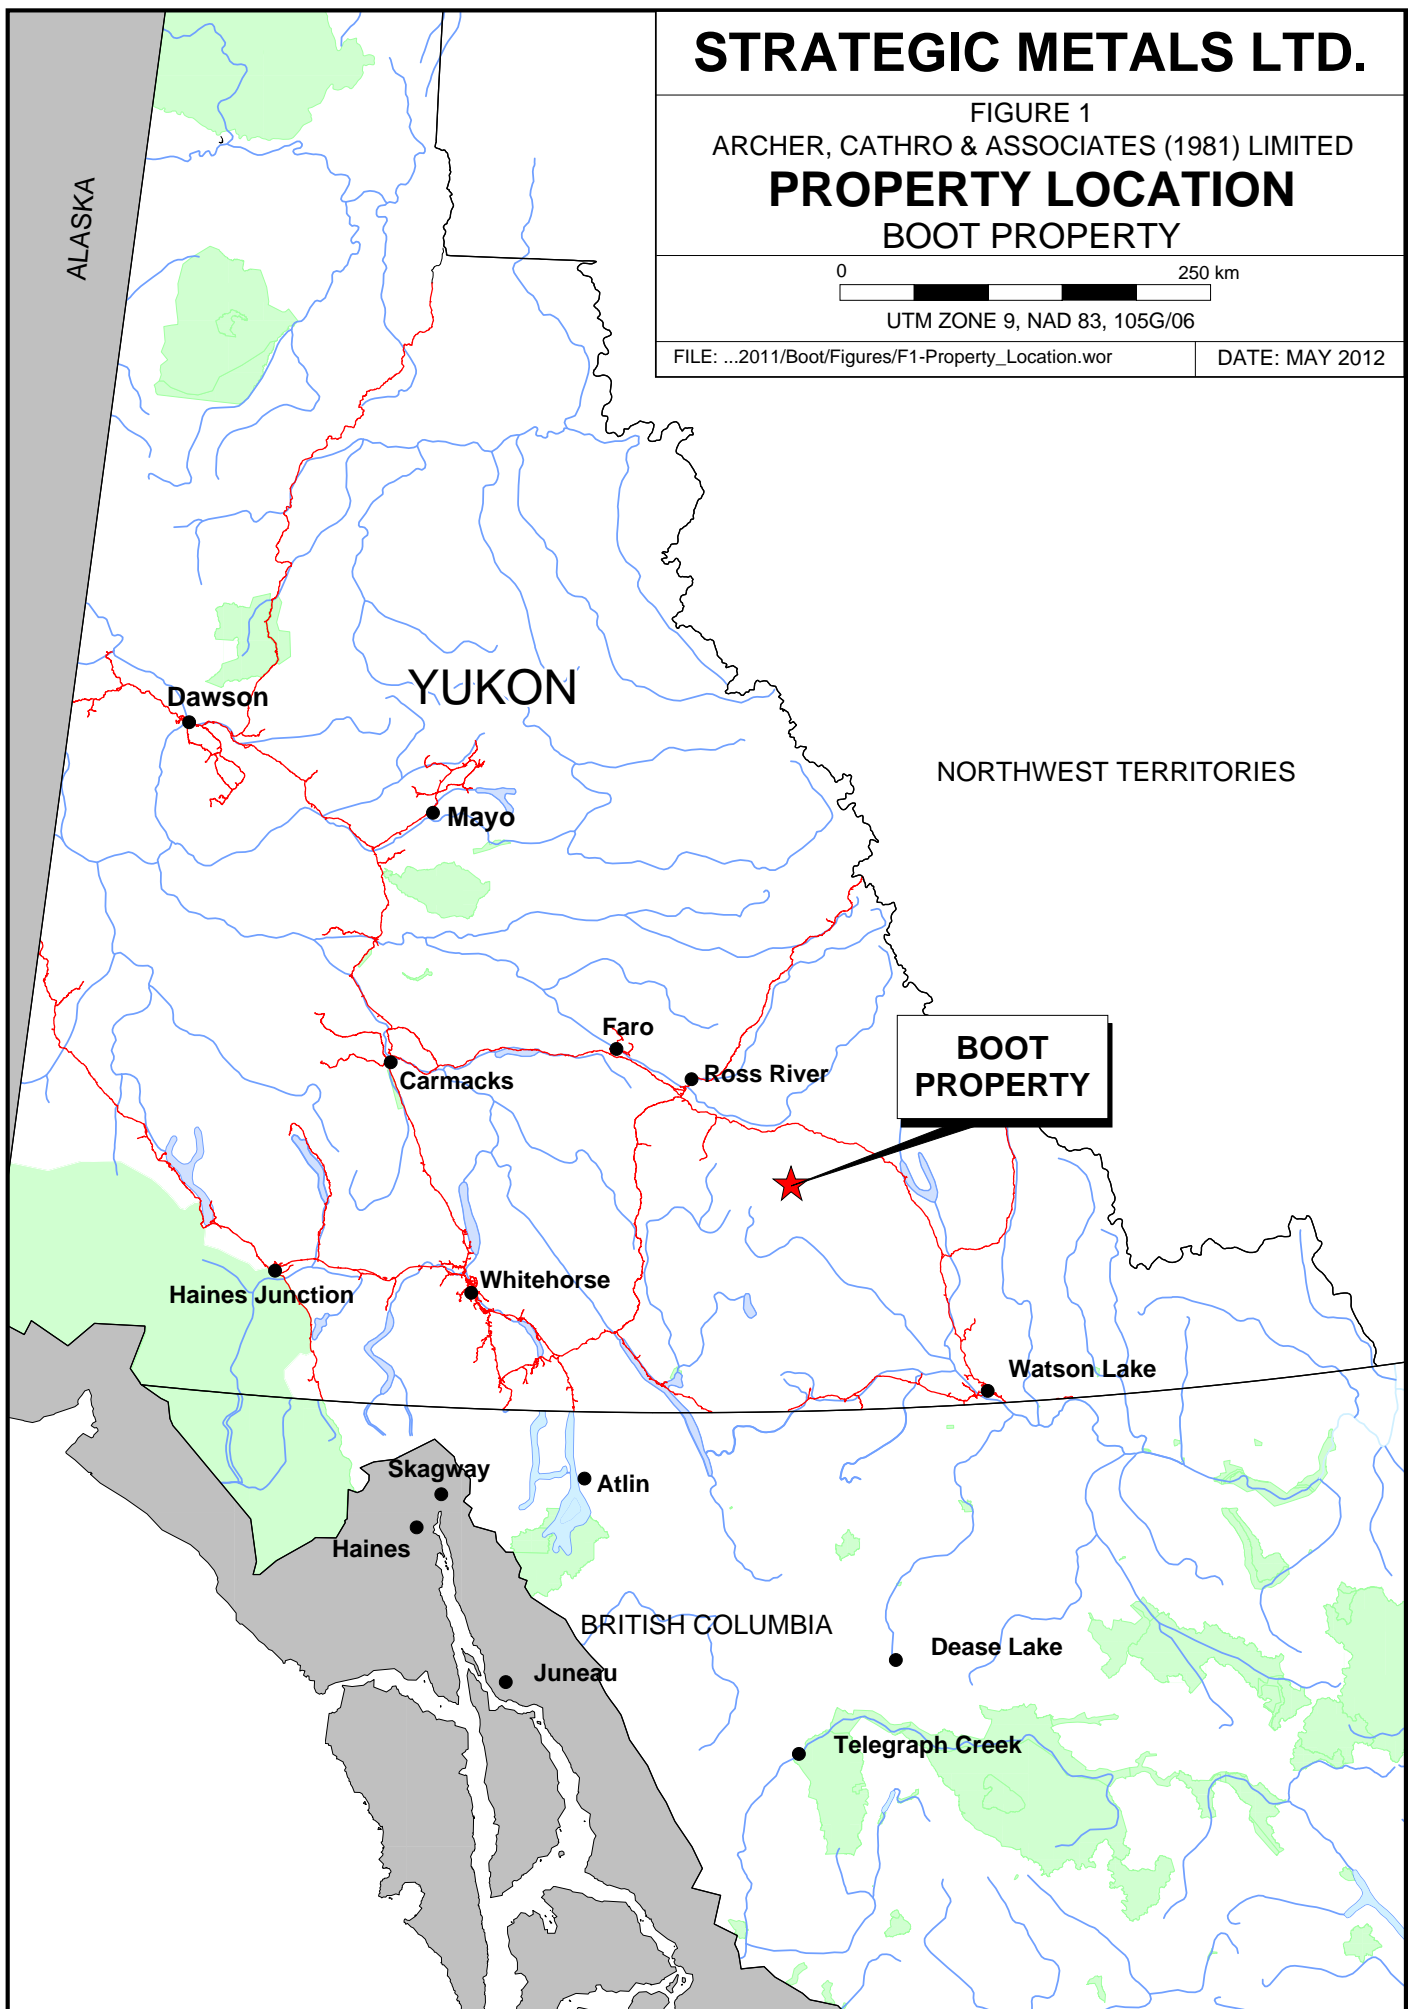 STRATEGIC METALS LTD.
FIGURE 1
ARCHER, CATHRO & ASSOCIATES (1981) LIMITED
PROPERTY LOCATION
BOOT PROPERTY
0 250 km
UTM ZONE 9, NAD 83, 105G/06
FILE: ...2011/Boot/Figures/F1-Property_Location.wor DATE: MAY 2012
ALASKA
YUKON
Dawson
NORTHWEST TERRITORIES
Mayo
Faro
BOOT
PROPERTY
Ross River
Carmacks
Whitehorse
Haines Junction
Watson Lake
Skagway
Atlin
Haines
BRITISH COLUMBIA
Dease Lake
Juneau
Telegraph Creek